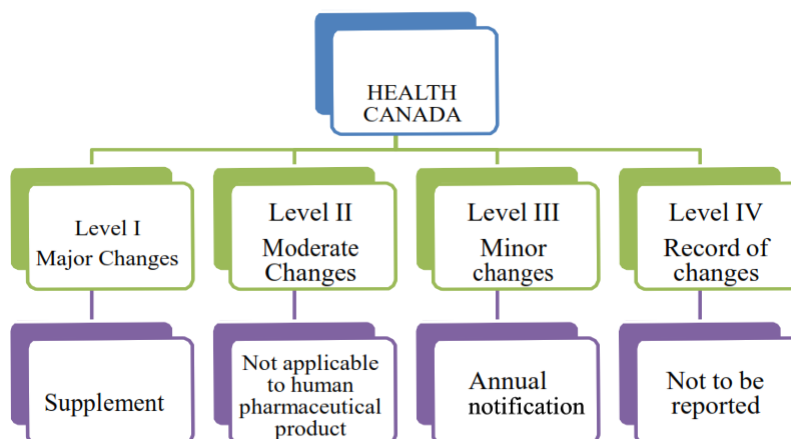 HEALTH
CANADA
Level I
Major Changes
Level II
Moderate
Changes
Level III
Minor
changes
Level IV
Record of
changes
Supplement
Not applicable
to human
pharmaceutical
product
Annual
notification
Not to be
reported